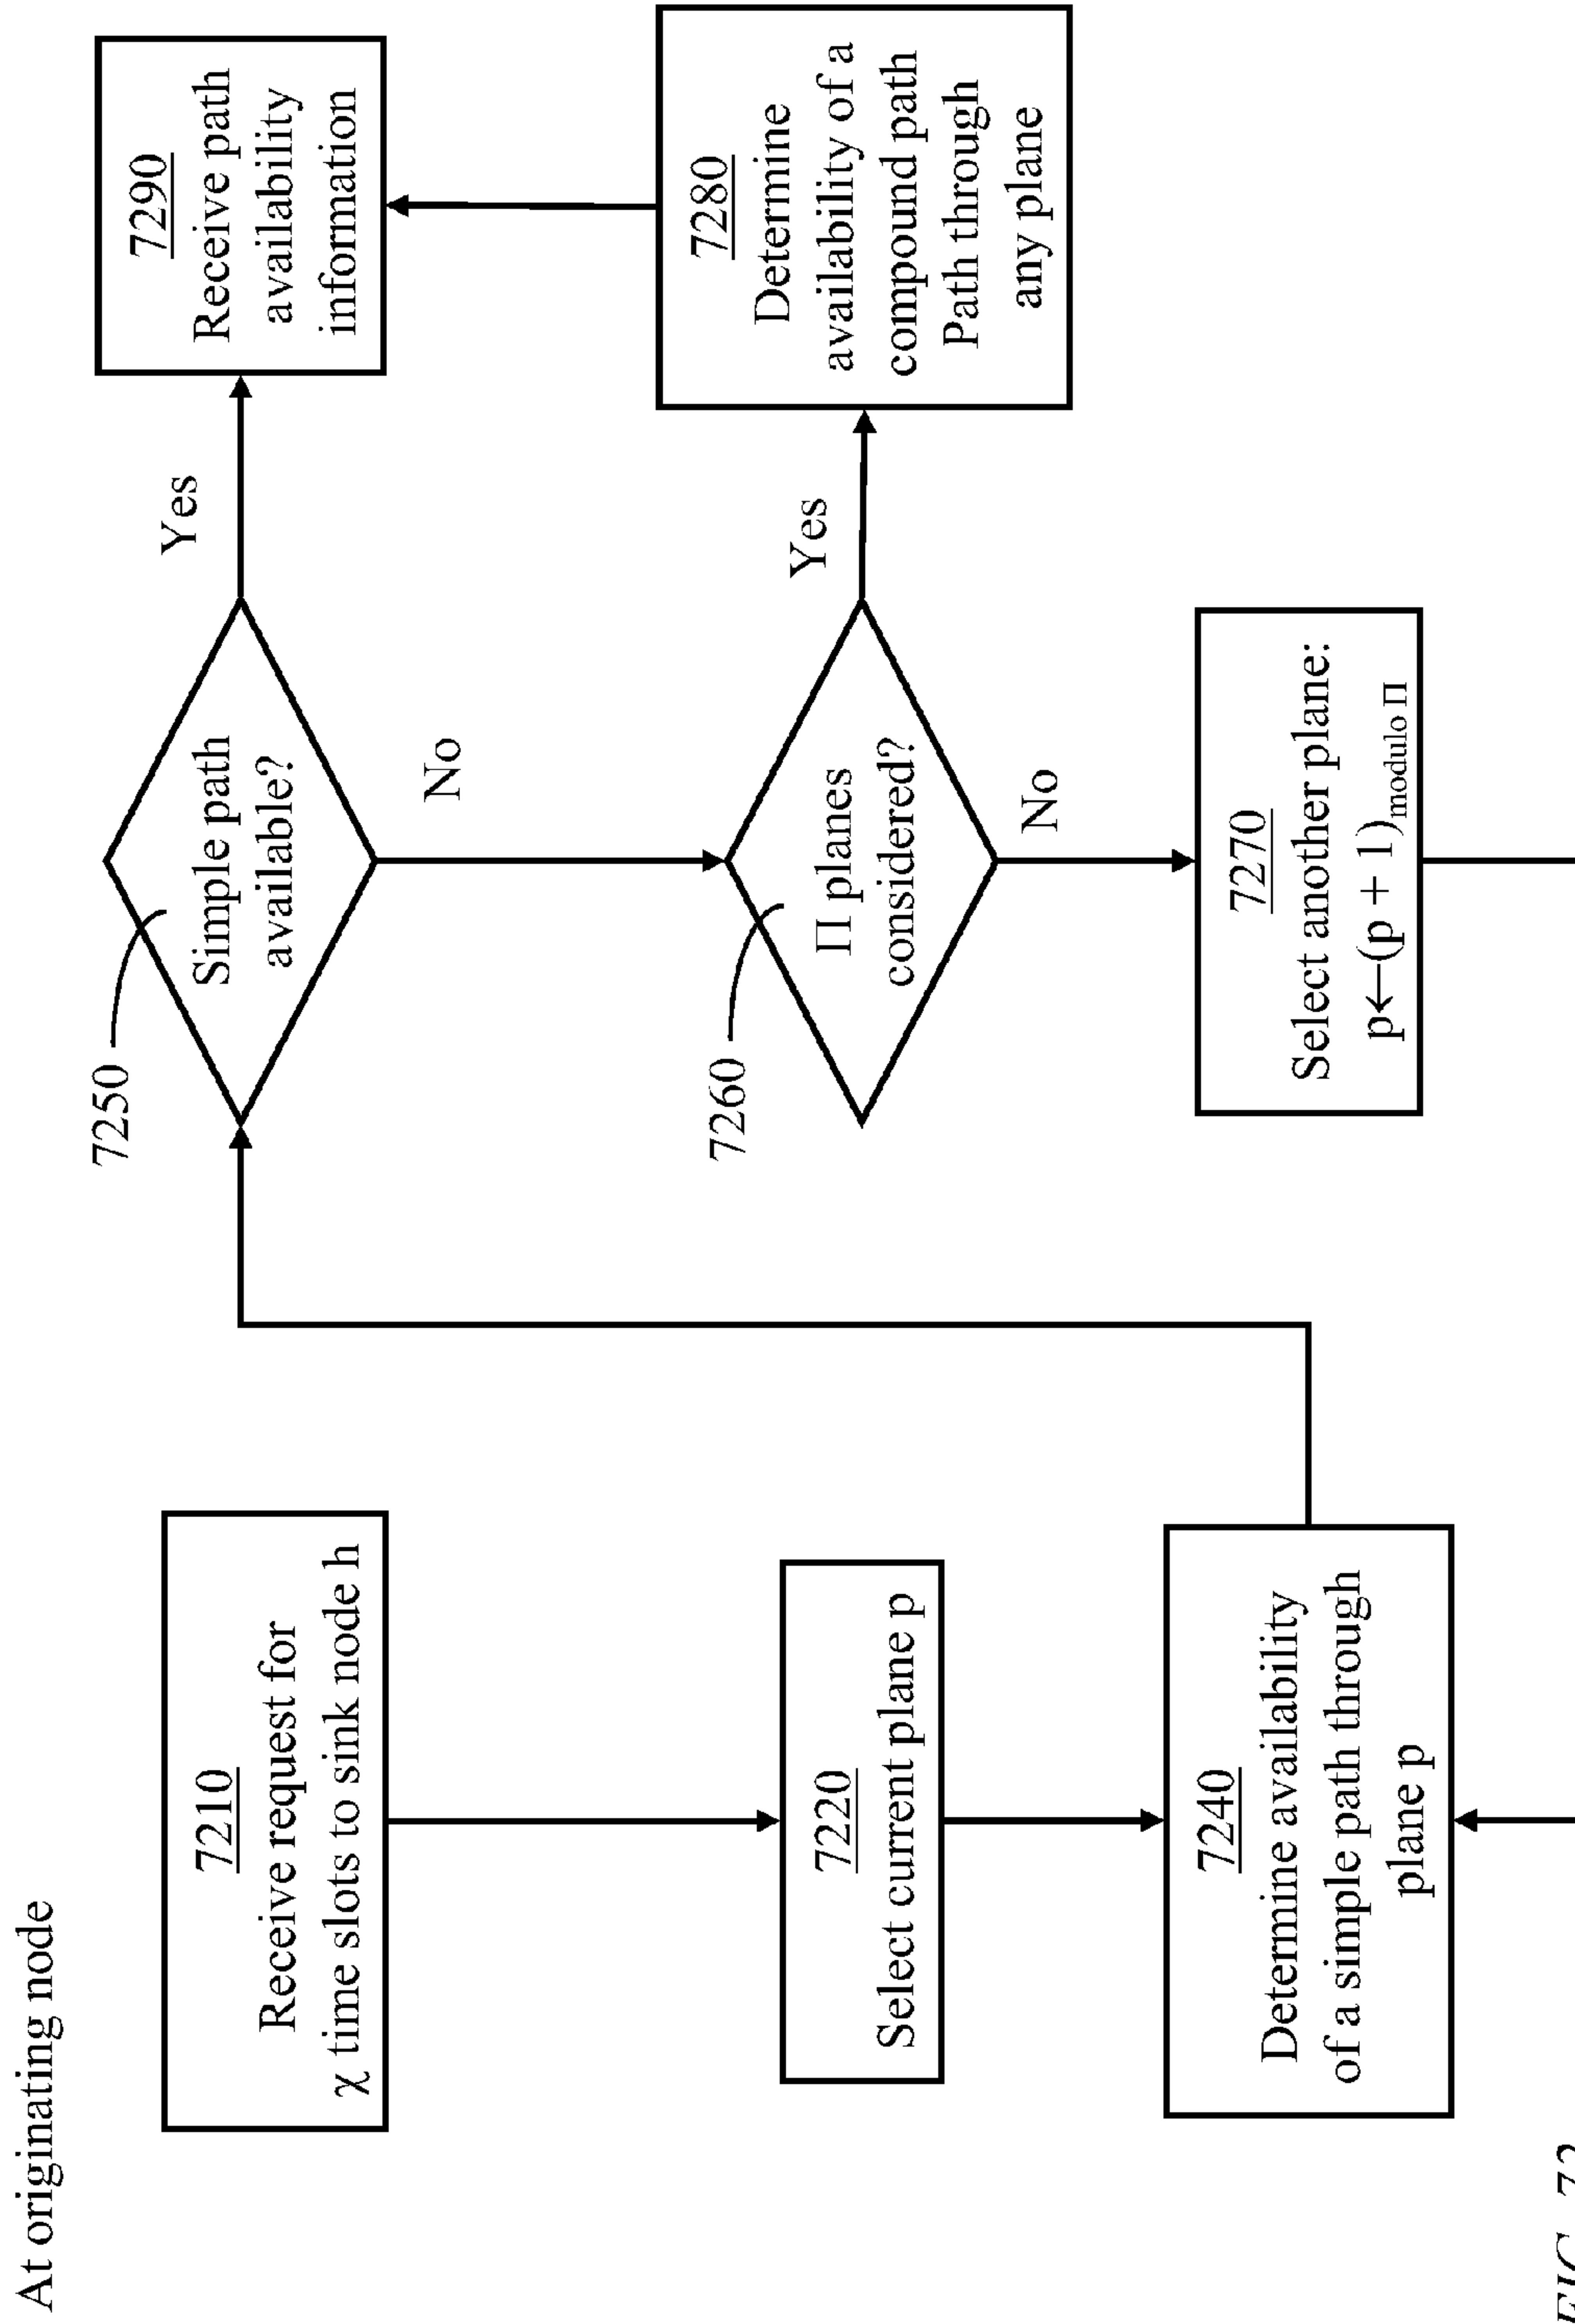 At originating node
7210
Receive request for
χ time slots to sink node h
7220
Select current plane p
7240
Determine availability
of a simple path through
plane p
7250
Simple path
available?
Yes
No
7260
Π planes
considered?
Yes
No
7270
Select another plane:
p←(p + 1)modulo Π
7280
Determine
availability of a
compound path
Path through
any plane
7290
Receive path
availability
information
FIG. 72